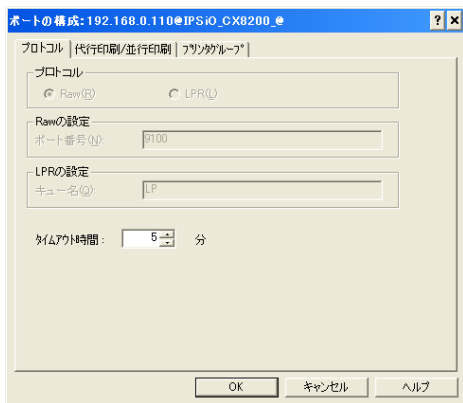 ポートの構成:192.168.0.110@IPSiO_CX8200_@
プロトコル 代行印刷/並行印刷 プリンタグループ
プロトコル
Raw(R) LPR(L)
Rawの設定
ポート番号(N): 9100
LPRの設定
キュー名(Q): LP
タイムアウト時間: 5 分
OK キャンセル ヘルプ